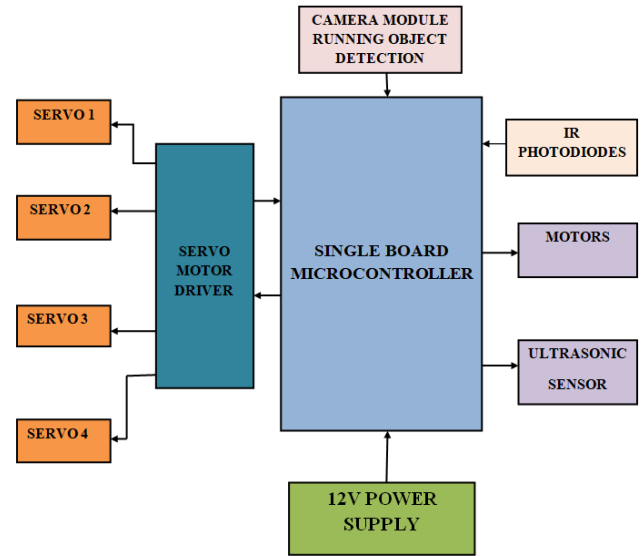 CAMERA MODULE
RUNNING OBJECT
DETECTION
SERVO 1
SERVO 2
SERVO 3
SERVO 4
SERVO
MOTOR
DRIVER
SINGLE BOARD
MICROCONTROLLER
IR
PHOTODIODES
MOTORS
ULTRASONIC
SENSOR
12V POWER
SUPPLY